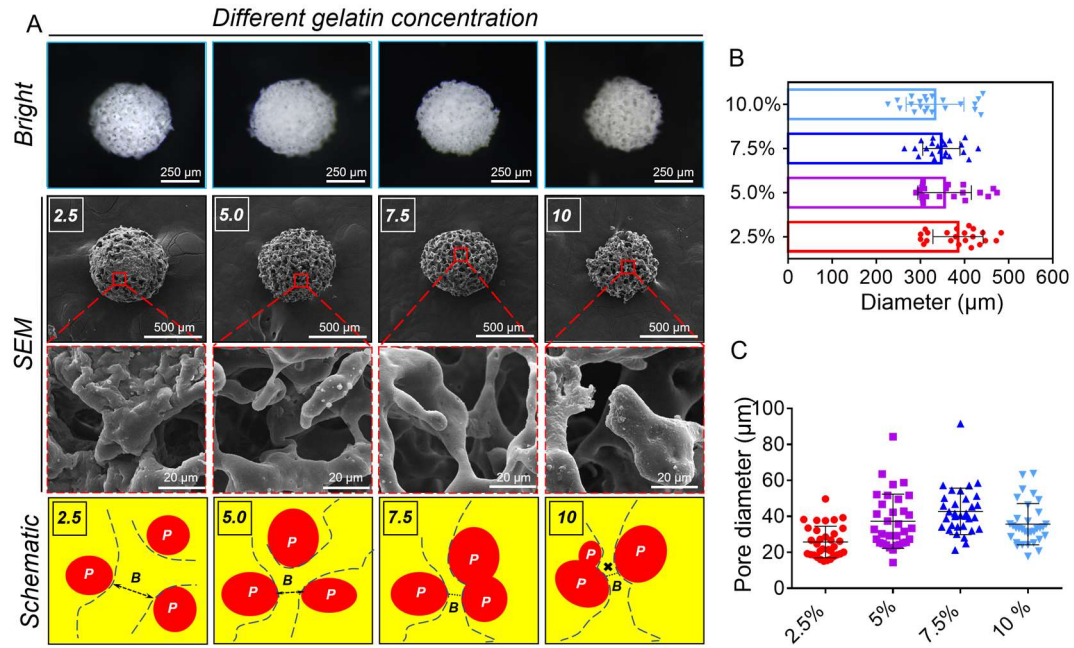 A
Different gelatin concentration
Bright
250 μm
250 μm
250 μm
250 μm
SEM
2.5
5.0
7.5
10
500 μm
500 μm
500 μm
500 μm
20 μm
20 μm
20 μm
20 μm
Schematic
2.5
P
P
B
P
5.0
P
B
P
P
7.5
P
P
B
P
10
P
P
P
B
B
10.0%
7.5%
5.0%
2.5%
0 100 200 300 400 500 600
Diameter (μm)
C
Pore diameter (μm)
100
80
60
40
20
0
2.5% 5% 7.5% 10 %